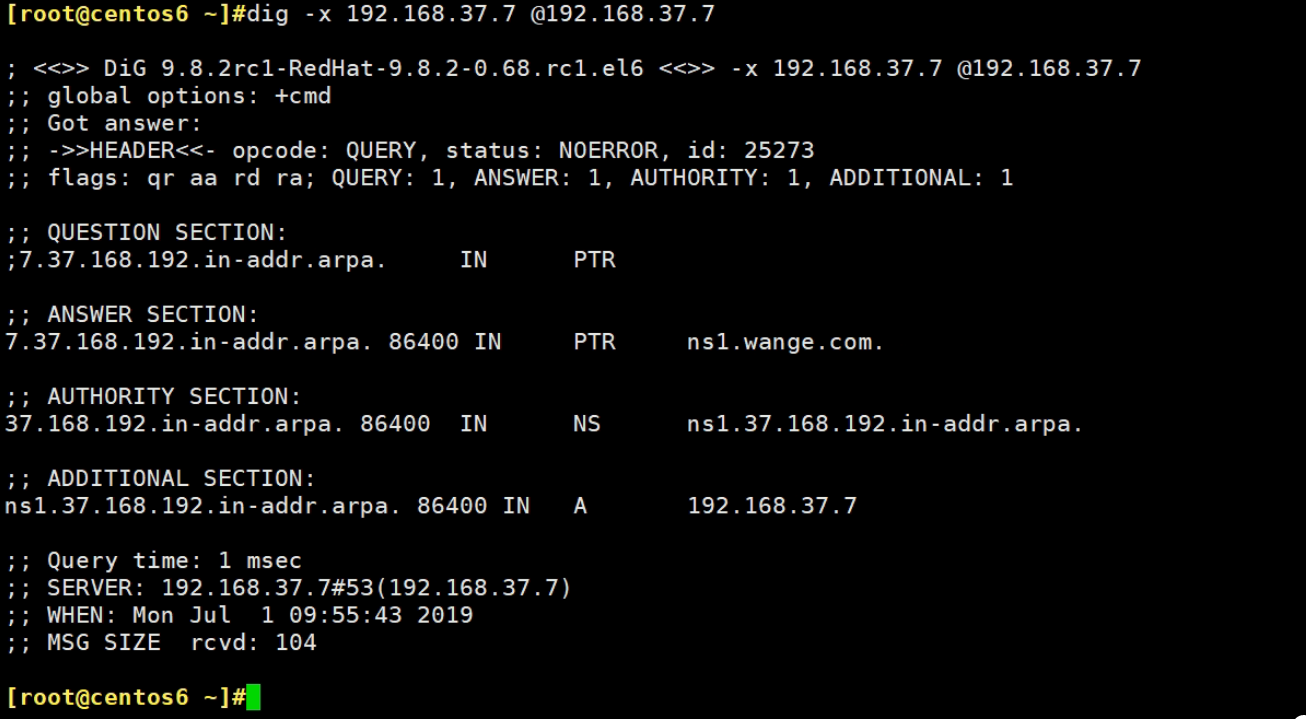 [root@centos6 ~]#dig -x 192.168.37.7 @192.168.37.7
; <<>> DiG 9.8.2rc1-RedHat-9.8.2-0.68.rc1.el6 <<>> -x 192.168.37.7 @192.168.37.7
;; global options: +cmd
;; Got answer:
;; ->>HEADER<<- opcode: QUERY, status: NOERROR, id: 25273
;; flags: qr aa rd ra; QUERY: 1, ANSWER: 1, AUTHORITY: 1, ADDITIONAL: 1
;; QUESTION SECTION:
;7.37.168.192.in-addr.arpa. IN PTR
;; ANSWER SECTION:
7.37.168.192.in-addr.arpa. 86400 IN PTR ns1.wange.com.
;; AUTHORITY SECTION:
37.168.192.in-addr.arpa. 86400 IN NS ns1.37.168.192.in-addr.arpa.
;; ADDITIONAL SECTION:
ns1.37.168.192.in-addr.arpa. 86400 IN A 192.168.37.7
;; Query time: 1 msec
;; SERVER: 192.168.37.7#53(192.168.37.7)
;; WHEN: Mon Jul 1 09:55:43 2019
;; MSG SIZE rcvd: 104
[root@centos6 ~]#